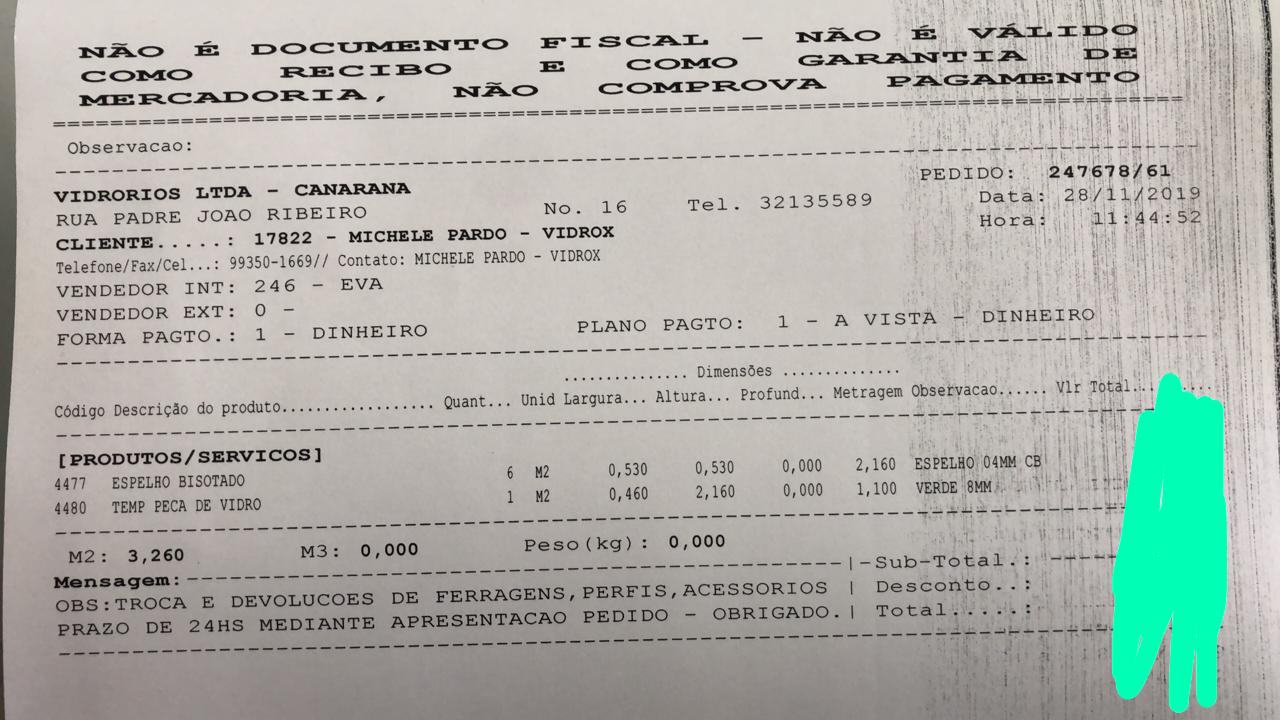 NÃO É DOCUMENTO FISCAL - NÃO É VÁLIDO
COMO RECIBO E COMO GARANTIA DE
MERCADORIA, NÃO COMPROVA PAGAMENTO
Observacao:
VIDRORIOS LTDA - CANARANA PEDIDO: 247678/61
RUA PADRE JOAO RIBEIRO No. 16 Tel. 32135589 Data: 28/11/2019
CLIENTE.....: 17822 - MICHELE PARDO - VIDROX Hora: 11:44:52
Telefone/Fax/Cel...: 99350-1669// Contato: MICHELE PARDO - VIDROX
VENDEDOR INT: 246 - EVA
VENDEDOR EXT: 0 -
FORMA PAGTO.: 1 - DINHEIRO PLANO PAGTO: 1 - A VISTA - DINHEIRO
.............. Dimensões ..............
Código Descrição do produto................. Quant... Unid Largura... Altura... Profund... Metragem Observacao...... Vlr Total.........
[PRODUTOS/SERVICOS]
4477 ESPELHO BISOTADO 6 M2 0,530 0,530 0,000 2,160 ESPELHO 04MM CB
4480 TEMP PECA DE VIDRO 1 M2 0,460 2,160 0,000 1,100 VERDE 8MM
M2: 3,260 M3: 0,000 Peso(kg): 0,000
Mensagem:------------------------------------------------|-Sub-Total.:
OBS:TROCA E DEVOLUCOES DE FERRAGENS,PERFIS,ACESSORIOS | Desconto..:
PRAZO DE 24HS MEDIANTE APRESENTACAO PEDIDO - OBRIGADO.| Total.....: